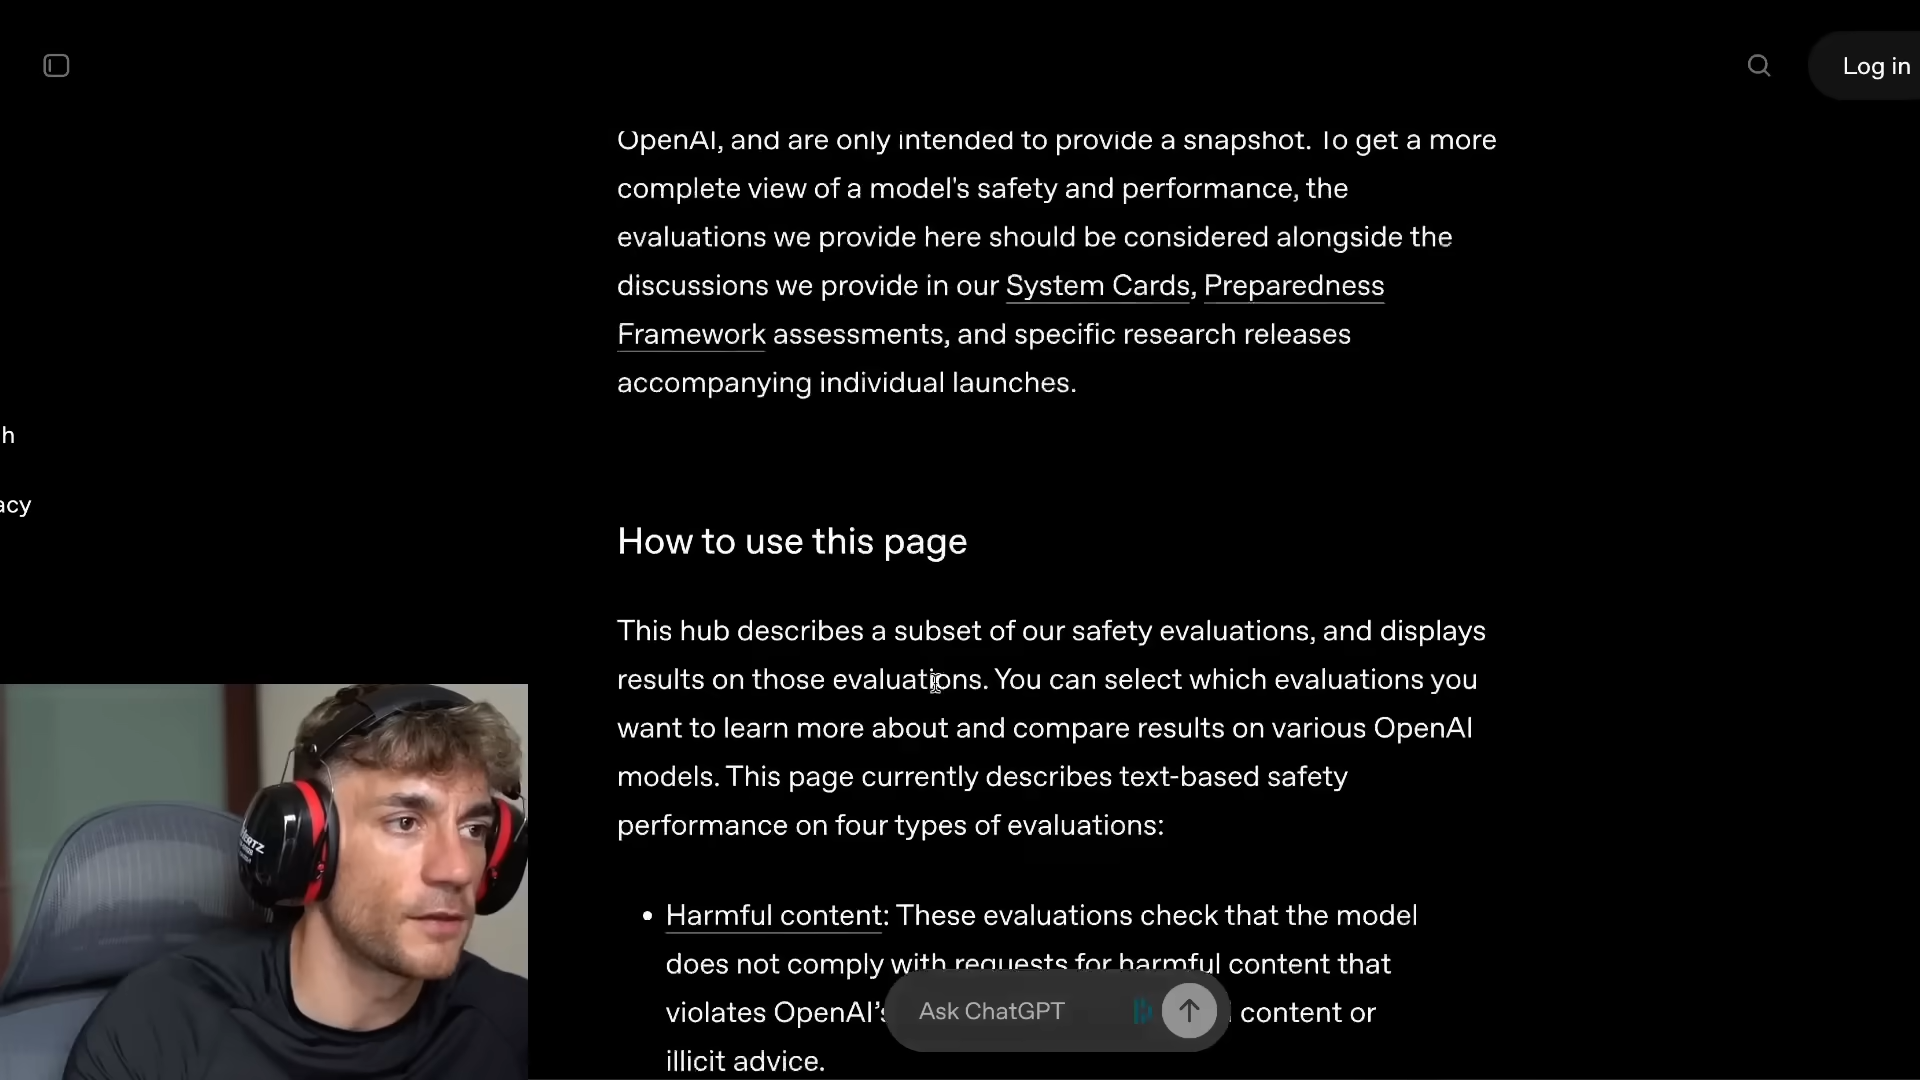 Log in
OpenAI, and are only intended to provide a snapshot. To get a more
complete view of a model's safety and performance, the
evaluations we provide here should be considered alongside the
discussions we provide in our System Cards, Preparedness
Framework assessments, and specific research releases
accompanying individual launches.
h
acy
How to use this page
This hub describes a subset of our safety evaluations, and displays
results on those evaluations. You can select which evaluations you
want to learn more about and compare results on various OpenAI
models. This page currently describes text-based safety
performance on four types of evaluations:
• Harmful content: These evaluations check that the model
does not comply with requests for harmful content that
violates OpenAI’s content or
Ask ChatGPT
illicit advice.